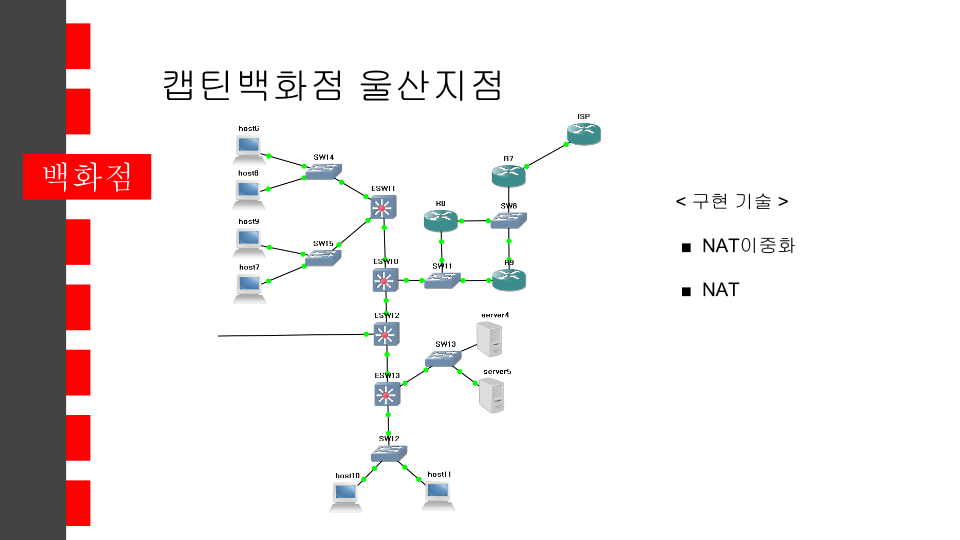 캡틴백화점 울산지점
백화점
host6
SW14
host8
ESW11
host9
SW15
host7
ISP
R7
R8
SW8
ESW10
SW11
R9
ESW12
server4
SW13
server5
ESW13
SW12
host10
host11
< 구현 기술 >
■ NAT이중화
■ NAT